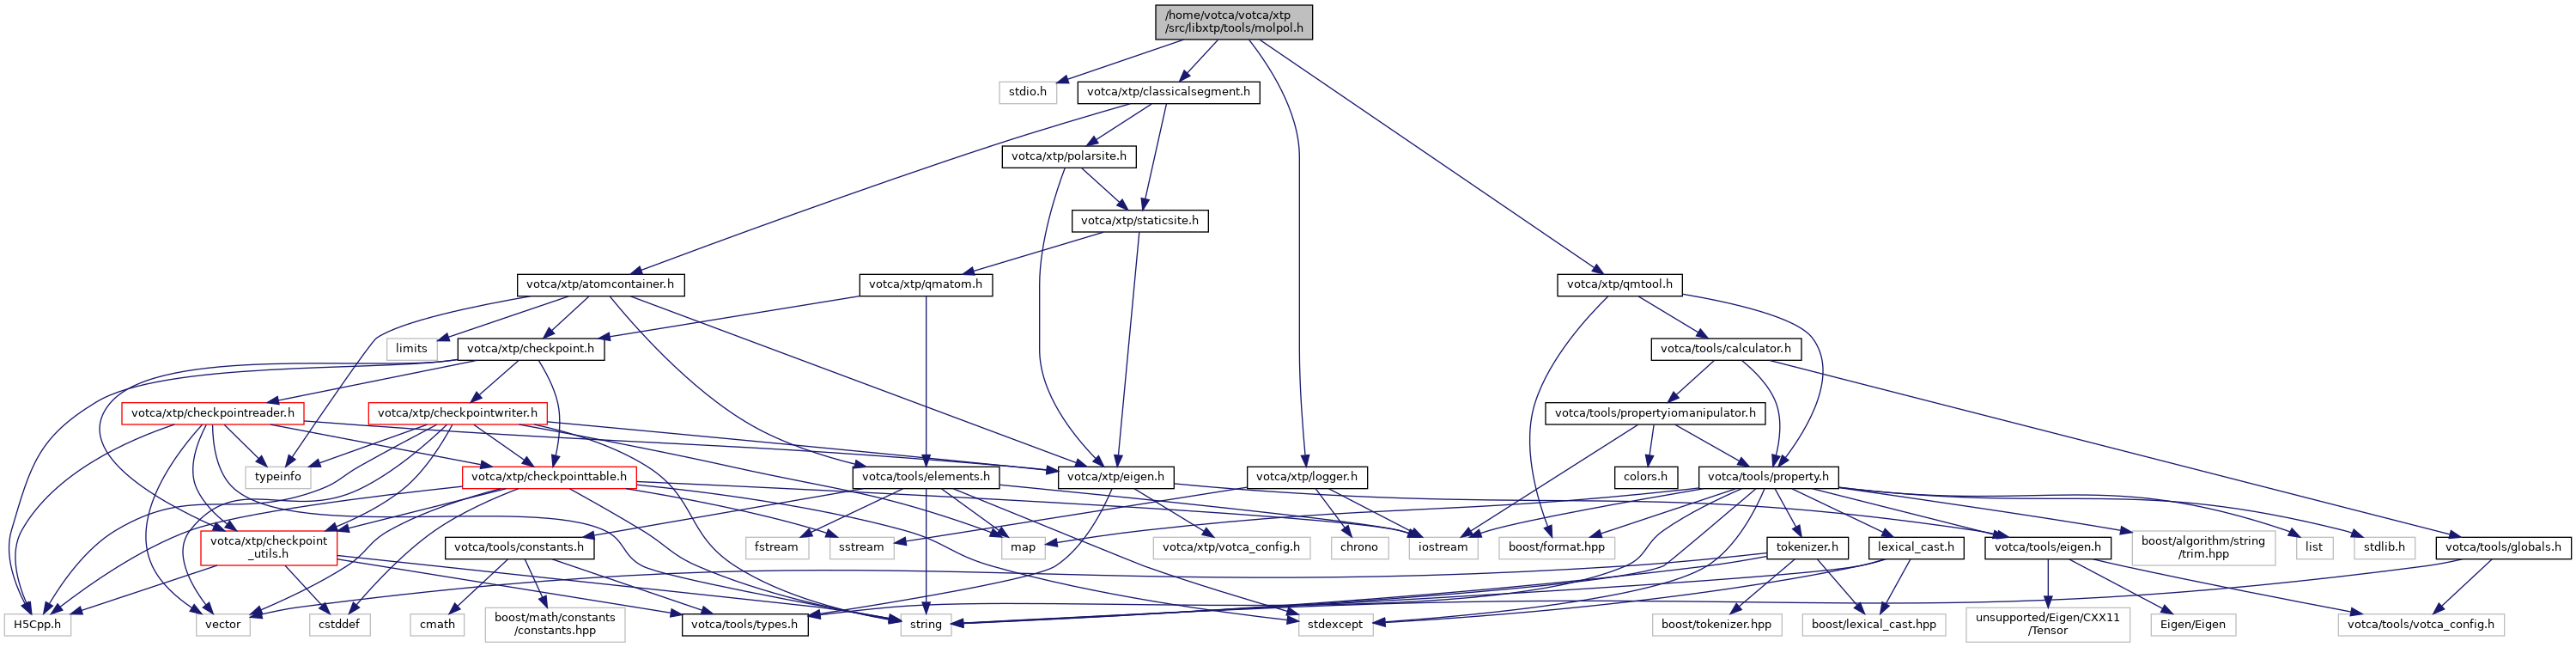 /home/votca/votca/xtp
/src/libxtp/tools/molpol.h
stdio.h
votca/xtp/classicalsegment.h
votca/xtp/polarsite.h
votca/xtp/staticsite.h
votca/xtp/atomcontainer.h
votca/xtp/qmatom.h
votca/xtp/qmtool.h
limits
votca/xtp/checkpoint.h
votca/tools/calculator.h
votca/xtp/checkpointreader.h
votca/xtp/checkpointwriter.h
votca/tools/propertyiomanipulator.h
typeinfo
votca/xtp/checkpointtable.h
votca/tools/elements.h
votca/xtp/eigen.h
votca/xtp/logger.h
colors.h
votca/tools/property.h
votca/xtp/checkpoint
_utils.h
votca/tools/constants.h
fstream
sstream
map
votca/xtp/votca_config.h
chrono
iostream
boost/format.hpp
tokenizer.h
lexical_cast.h
votca/tools/eigen.h
boost/algorithm/string
/trim.hpp
list
stdlib.h
votca/tools/globals.h
H5Cpp.h
vector
cstddef
cmath
boost/math/constants
/constants.hpp
votca/tools/types.h
string
stdexcept
boost/tokenizer.hpp
boost/lexical_cast.hpp
unsupported/Eigen/CXX11
/Tensor
Eigen/Eigen
votca/tools/votca_config.h